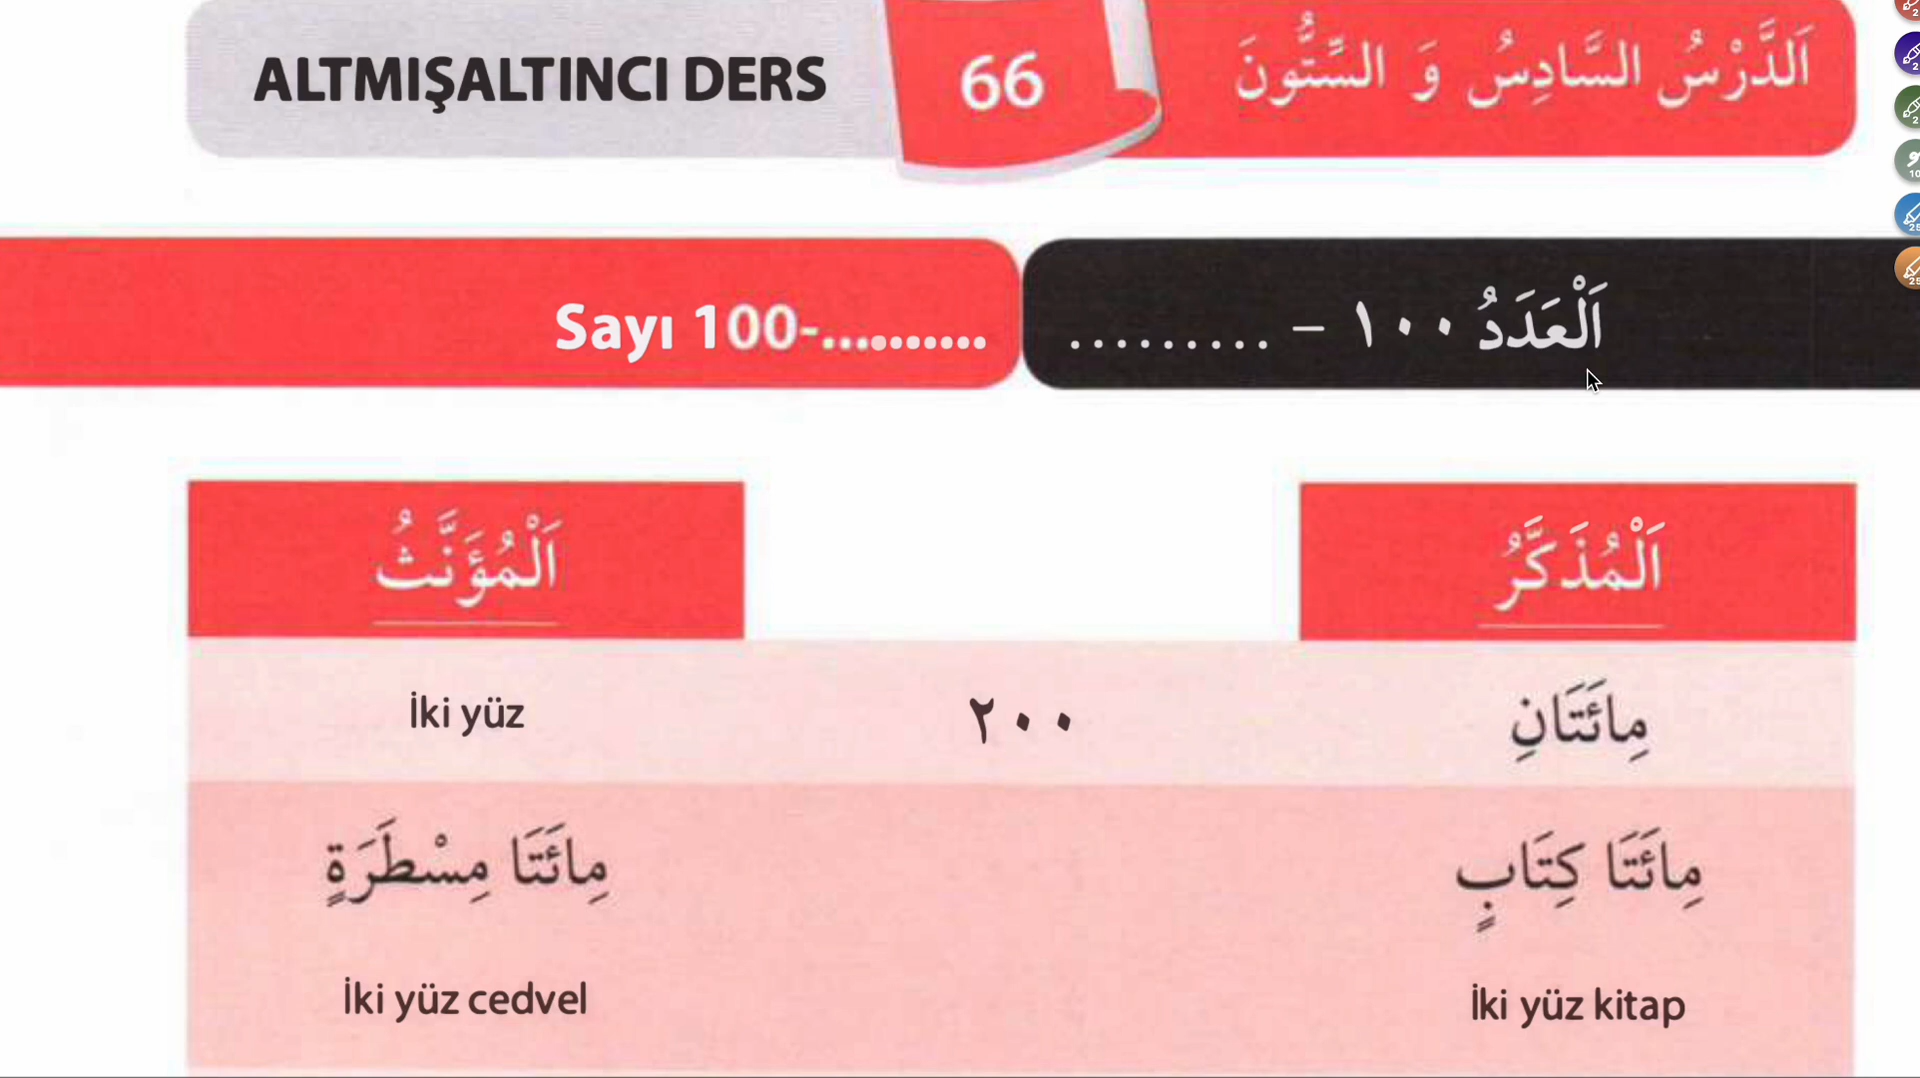 ALTMIŞALTINCI DERS 66 اَلدَّرْسُ السَّادِسُ وَ السِّتُّونَ
Sayı 100-..........
اَلْعَدَدُ ١٠٠ – .........
اَلْمُذَكَّرُ
اَلْمُؤَنَّثُ
مِائَتَانِ
٢٠٠
İki yüz
مِائَتَا كِتَابٍ
مِائَتَا مِسْطَرَةٍ
İki yüz kitap
İki yüz cedvel